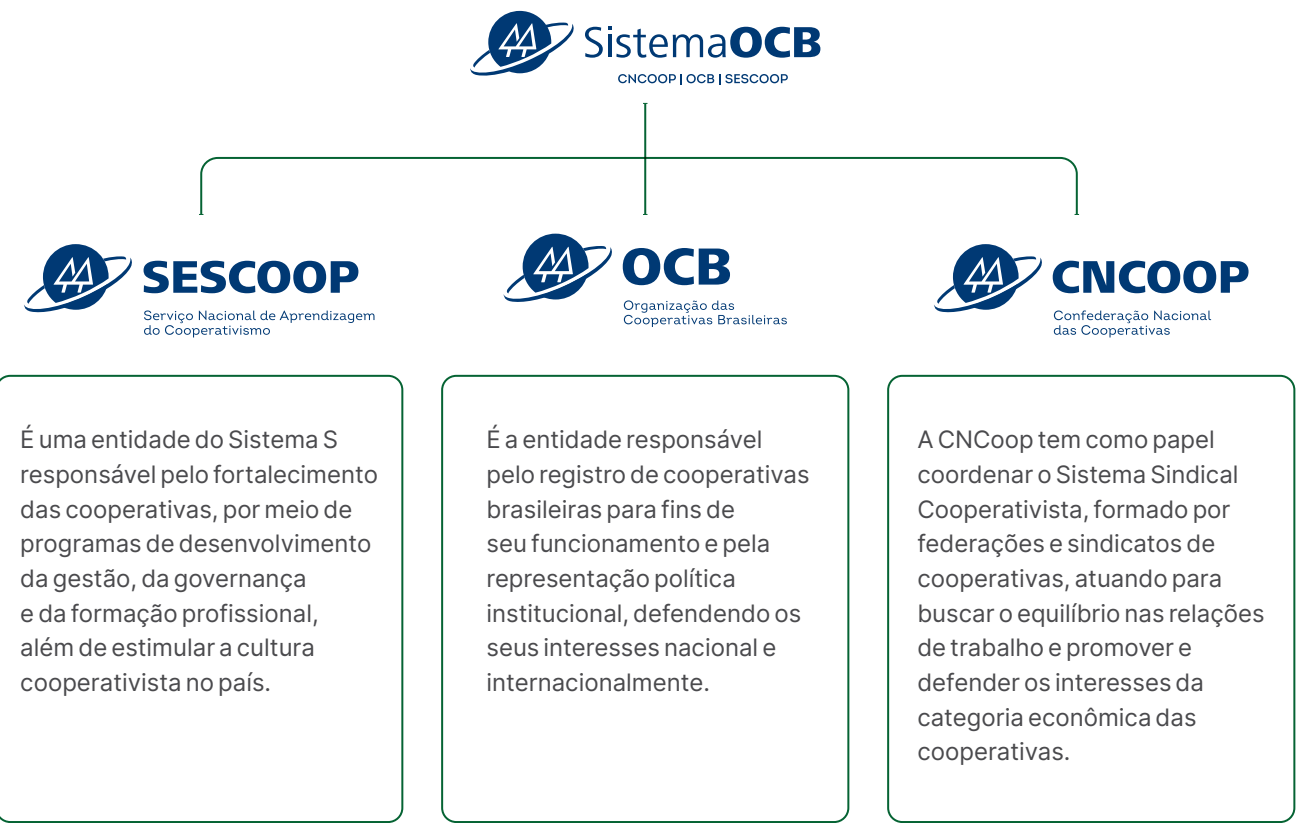 SistemaOCB
CNCOOP | OCB | SESCOOP
SESCOOP
Serviço Nacional de Aprendizagem
do Cooperativismo
OCB
Organização das
Cooperativas Brasileiras
CNCOOP
Confederação Nacional
das Cooperativas
É uma entidade do Sistema S
responsável pelo fortalecimento
das cooperativas, por meio de
programas de desenvolvimento
da gestão, da governança
e da formação profissional,
além de estimular a cultura
cooperativista no país.
É a entidade responsável
pelo registro de cooperativas
brasileiras para fins de
seu funcionamento e pela
representação política
institucional, defendendo os
seus interesses nacional e
internacionalmente.
A CNCoop tem como papel
coordenar o Sistema Sindical
Cooperativista, formado por
federações e sindicatos de
cooperativas, atuando para
buscar o equilíbrio nas relações
de trabalho e promover e
defender os interesses da
categoria econômica das
cooperativas.